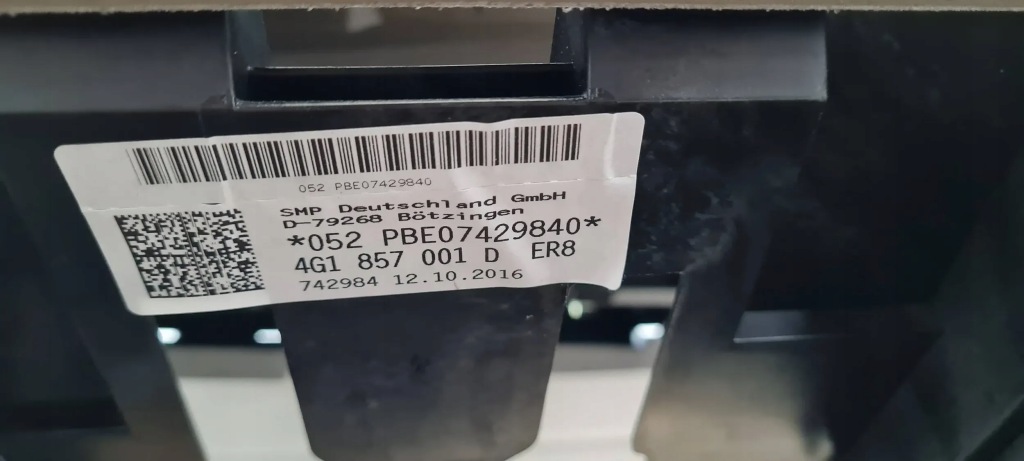 052 PBE07429840
SMP Deutschland GmbH
D-79268 Bötzingen
*052 PBE07429840*
4G1 857 001 D ER8
742984 12.10.2016